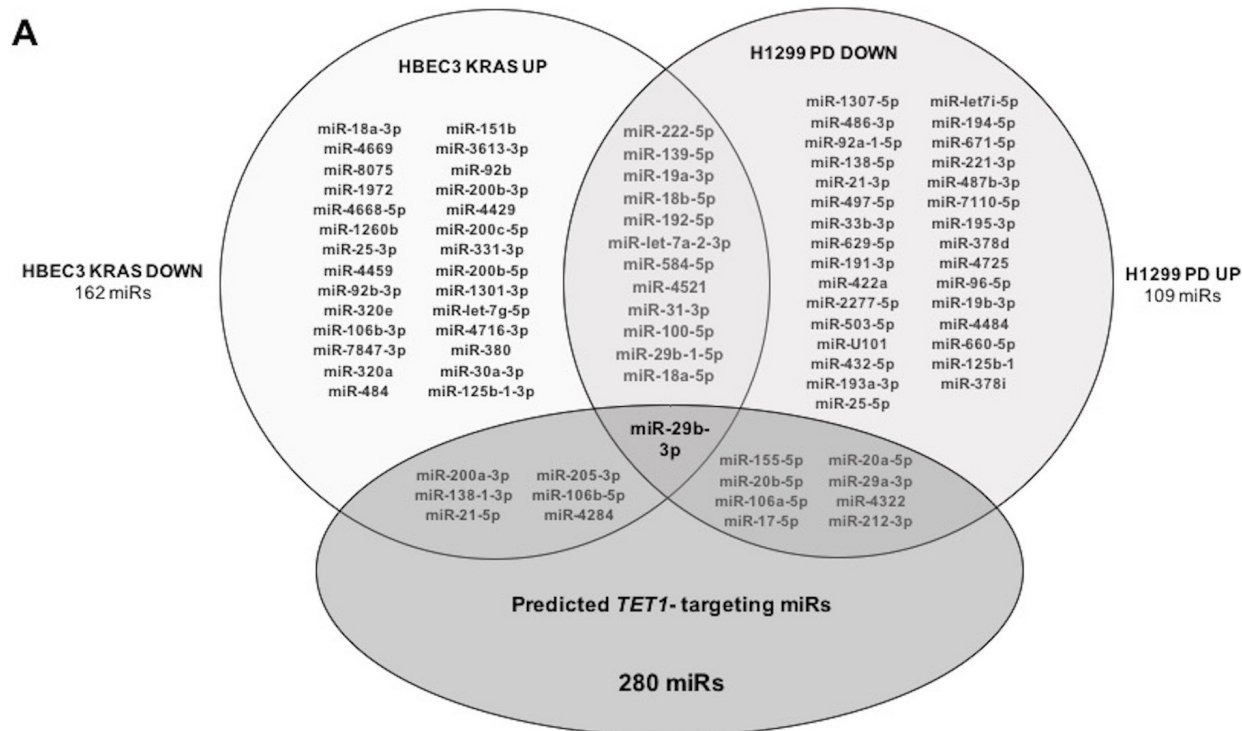 A
HBEC3 KRAS UP
H1299 PD DOWN
HBEC3 KRAS DOWN
162 miRs
miR-18a-3p
miR-4669
miR-8075
miR-1972
miR-4668-5p
miR-1260b
miR-25-3p
miR-4459
miR-92b-3p
miR-320e
miR-106b-3p
miR-7847-3p
miR-320a
miR-484
miR-151b
miR-3613-3p
miR-92b
miR-200b-3p
miR-4429
miR-200c-5p
miR-331-3p
miR-200b-5p
miR-1301-3p
miR-let-7g-5p
miR-4716-3p
miR-380
miR-30a-3p
miR-125b-1-3p
miR-222-5p
miR-139-5p
miR-19a-3p
miR-18b-5p
miR-192-5p
miR-let-7a-2-3p
miR-584-5p
miR-4521
miR-31-3p
miR-100-5p
miR-29b-1-5p
miR-18a-5p
miR-1307-5p
miR-486-3p
miR-92a-1-5p
miR-138-5p
miR-21-3p
miR-497-5p
miR-33b-3p
miR-629-5p
miR-191-3p
miR-422a
miR-2277-5p
miR-503-5p
miR-U101
miR-432-5p
miR-193a-3p
miR-25-5p
miR-let7i-5p
miR-194-5p
miR-671-5p
miR-221-3p
miR-487b-3p
miR-7110-5p
miR-195-3p
miR-378d
miR-4725
miR-96-5p
miR-19b-3p
miR-4484
miR-660-5p
miR-125b-1
miR-378i
H1299 PD UP
109 miRs
miR-29b-
3p
miR-200a-3p
miR-138-1-3p
miR-21-5p
miR-205-3p
miR-106b-5p
miR-4284
miR-155-5p
miR-20b-5p
miR-106a-5p
miR-17-5p
miR-20a-5p
miR-29a-3p
miR-4322
miR-212-3p
Predicted TET1- targeting miRs
280 miRs